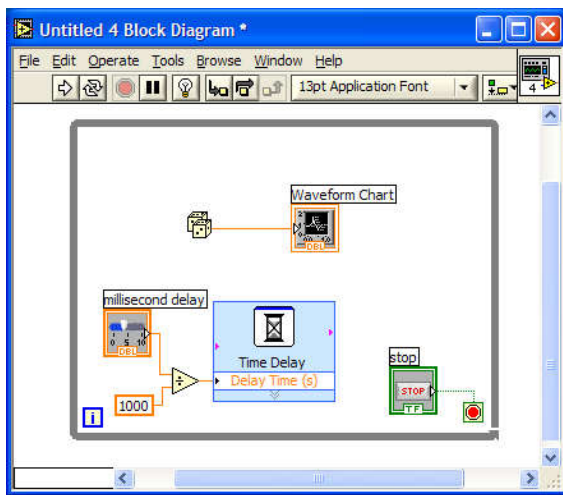 Untitled 4 Block Diagram *
File Edit Operate Tools Browse Window Help
13pt Application Font
4
Waveform Chart
DBL
millisecond delay
0 5 10
DBL
Time Delay
Delay Time (s)
1000
i
stop
STOP
TF